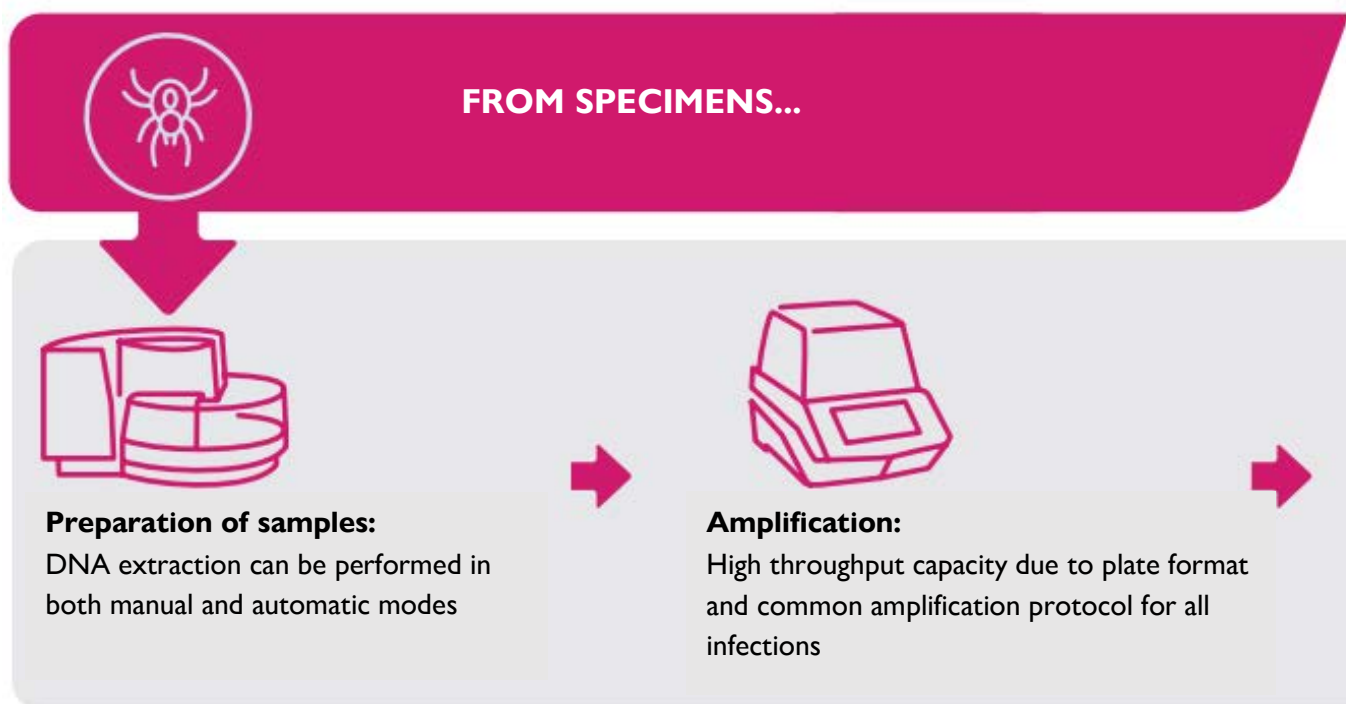 FROM SPECIMENS...
Preparation of samples:
DNA extraction can be performed in
both manual and automatic modes
Amplification:
High throughput capacity due to plate format
and common amplification protocol for all
infections